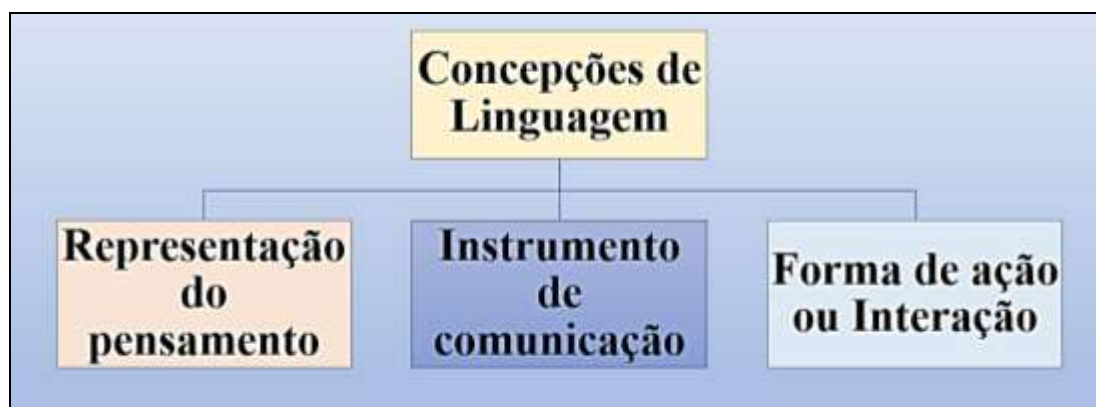 Concepções de
Linguagem
Representação
do
pensamento
Instrumento
de
comunicação
Forma de ação
ou Interação